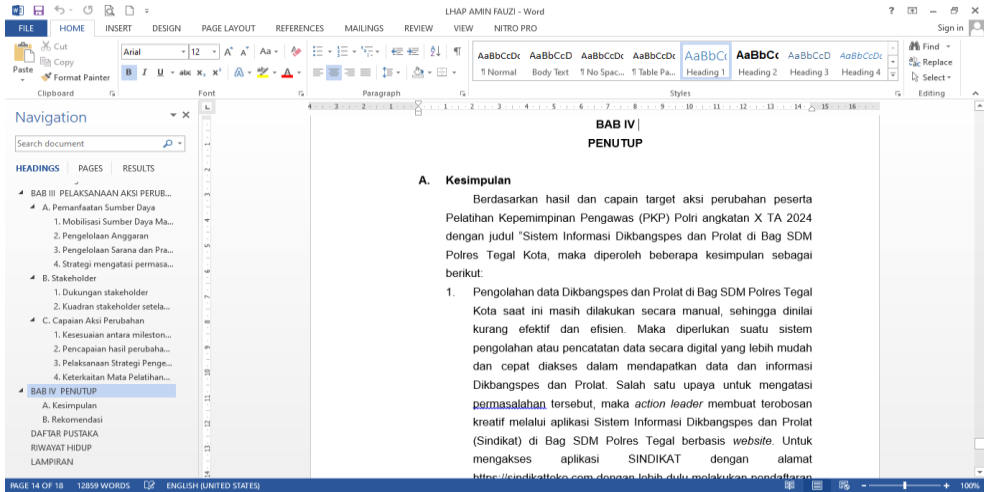 LHAP AMIN FAUZI - Word
Sign in
FILE HOME INSERT DESIGN PAGE LAYOUT REFERENCES MAILINGS REVIEW VIEW NITRO PRO
Paste
Cut
Copy
Format Painter
Clipboard
Arial 12
Font
Paragraph
AaBbCcDc AaBbCcD AaBbCcDc AaBbCcDc AaBbC( AaBbCc AaBbCcD AaBbCcDc
¶ Normal Body Text ¶ No Spac... ¶ Table Pa... Heading 1 Heading 2 Heading 3 Heading 4
Styles
Find
Replace
Select
Editing
Navigation
Search document
HEADINGS PAGES RESULTS
BAB III PELAKSANAAN AKSI PERUB...
A. Pemanfaatan Sumber Daya
1. Mobilisasi Sumber Daya Ma...
2. Pengelolaan Anggaran
3. Pengelolaan Sarana dan Pra...
4. Strategi mengatasi permasa...
B. Stakeholder
1. Dukungan stakeholder
2. Kuadran stakeholder setela...
C. Capaian Aksi Perubahan
1. Kesesuaian antara mileston...
2. Pencapaian hasil perubaha...
3. Pelaksanaan Strategi Penge...
4. Keterkaitan Mata Pelatihan...
BAB IV PENUTUP
A. Kesimpulan
B. Rekomendasi
DAFTAR PUSTAKA
RIWAYAT HIDUP
LAMPIRAN
BAB IV
PENUTUP
A. Kesimpulan
Berdasarkan hasil dan capain target aksi perubahan peserta
Pelatihan Kepemimpinan Pengawas (PKP) Polri angkatan X TA 2024
dengan judul "Sistem Informasi Dikbangspes dan Prolat di Bag SDM
Polres Tegal Kota, maka diperoleh beberapa kesimpulan sebagai
berikut:
1. Pengolahan data Dikbangspes dan Prolat di Bag SDM Polres Tegal
Kota saat ini masih dilakukan secara manual, sehingga dinilai
kurang efektif dan efisien. Maka diperlukan suatu sistem
pengolahan atau pencatatan data secara digital yang lebih mudah
dan cepat diakses dalam mendapatkan data dan informasi
Dikbangspes dan Prolat. Salah satu upaya untuk mengatasi
permasalahan tersebut, maka action leader membuat terobosan
kreatif melalui aplikasi Sistem Informasi Dikbangspes dan Prolat
(Sindikat) di Bag SDM Polres Tegal berbasis website. Untuk
mengakses aplikasi SINDIKAT dengan alamat
https://sindikatteko.com dengan lebih dulu melakukan pendaftaran
PAGE 14 OF 18 12859 WORDS ENGLISH (UNITED STATES)
100%